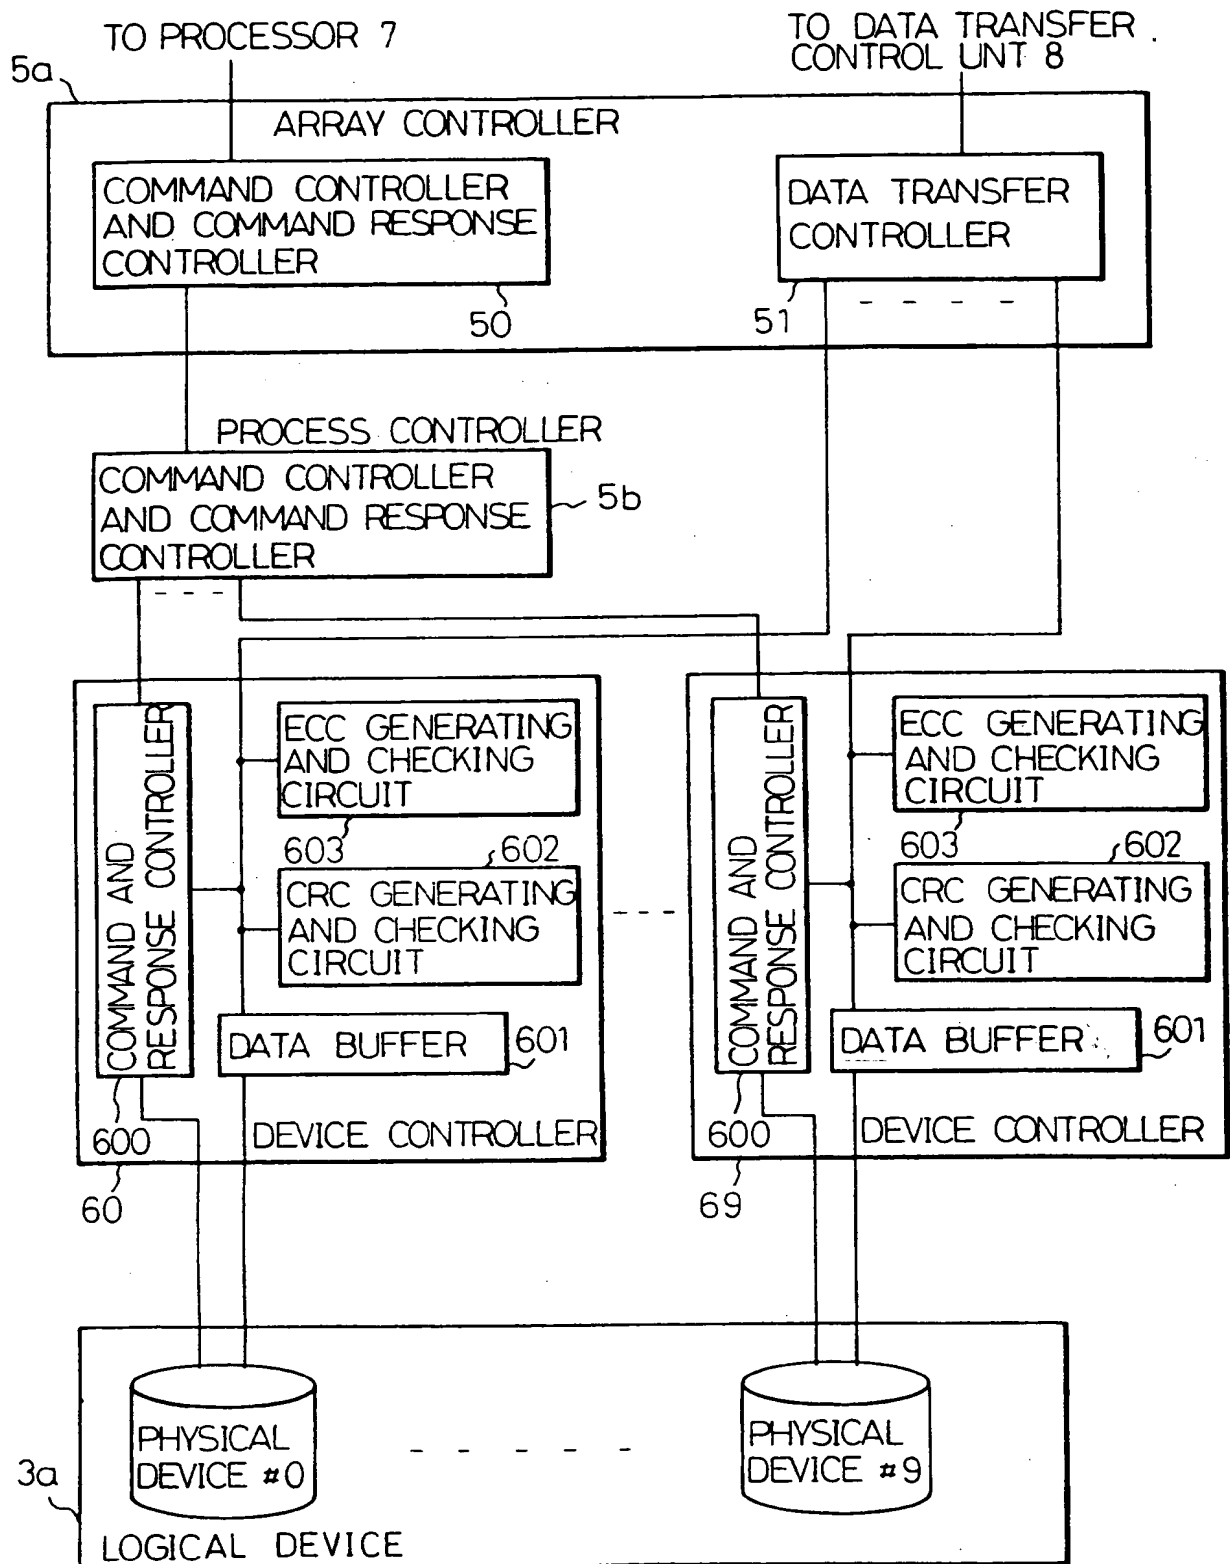 TO PROCESSOR 7
TO DATA TRANSFER
CONTROL UNT 8
5a
ARRAY CONTROLLER
COMMAND CONTROLLER
AND COMMAND RESPONSE
CONTROLLER
50
DATA TRANSFER
CONTROLLER
51
PROCESS CONTROLLER
COMMAND CONTROLLER
AND COMMAND RESPONSE
CONTROLLER
5b
COMMAND AND
RESPONSE CONTROLLER
ECC GENERATING
AND CHECKING
CIRCUIT
603
602
CRC GENERATING
AND CHECKING
CIRCUIT
DATA BUFFER
601
600
DEVICE CONTROLLER
60
COMMAND AND
RESPONSE CONTROLLER
ECC GENERATING
AND CHECKING
CIRCUIT
603
602
CRC GENERATING
AND CHECKING
CIRCUIT
DATA BUFFER
601
600
DEVICE CONTROLLER
69
PHYSICAL
DEVICE #0
PHYSICAL
DEVICE #9
3a
LOGICAL DEVICE